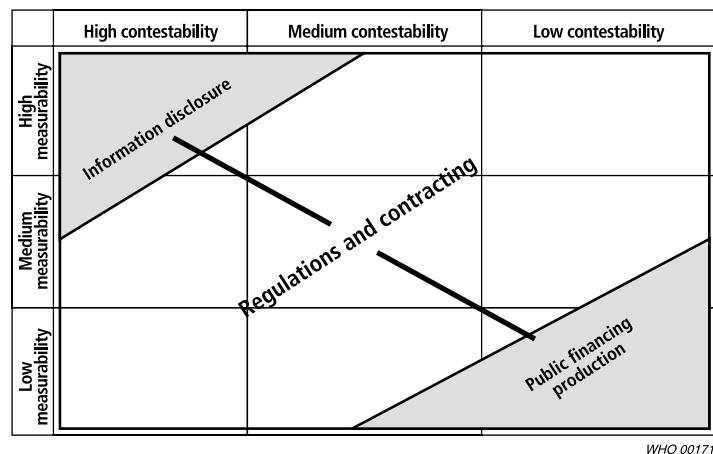 High contestability
Medium contestability
Low contestability
High
measurability
Information disclosure
Medium
measurability
Regulations and contracting
Low
measurability
Public financing
production
WHO 00171